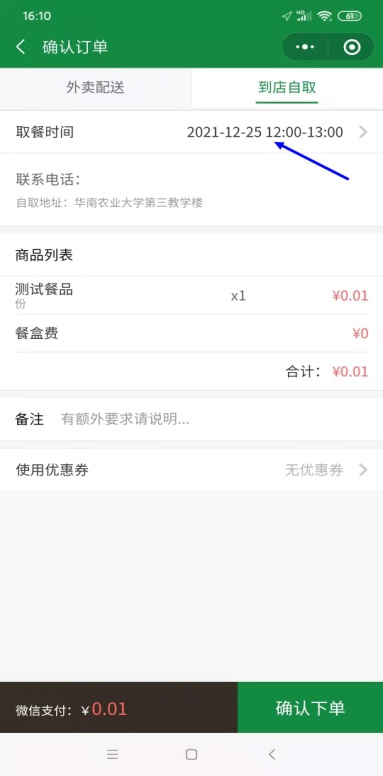 16:10
HD
61
确认订单
外卖配送
到店自取
取餐时间
2021-12-25 12:00-13:00
联系电话：
自取地址：华南农业大学第三教学楼
商品列表
测试餐品
x1
¥0.01
份
餐盒费
¥0
合计： ¥0.01
备注 有额外要求请说明...
使用优惠券
无优惠券
微信支付：￥0.01
确认下单